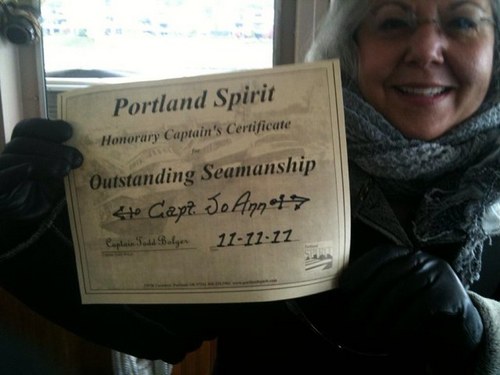 Portland Spirit
Honorary Captain's Certificate
for
Outstanding Seamanship
Capt. JoAnn
Captain Todd Bolger
11-11-11